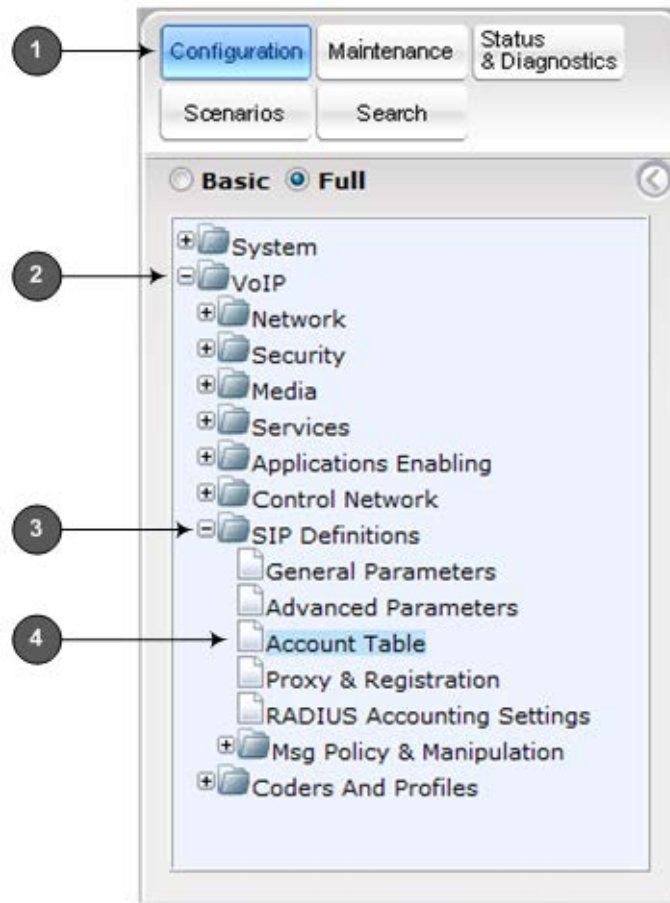 1
Configuration
Maintenance
Status
& Diagnostics
Scenarios
Search
Basic
Full
System
2
VoIP
Network
Security
Media
Services
Applications Enabling
Control Network
3
SIP Definitions
General Parameters
Advanced Parameters
4
Account Table
Proxy & Registration
RADIUS Accounting Settings
Msg Policy & Manipulation
Coders And Profiles